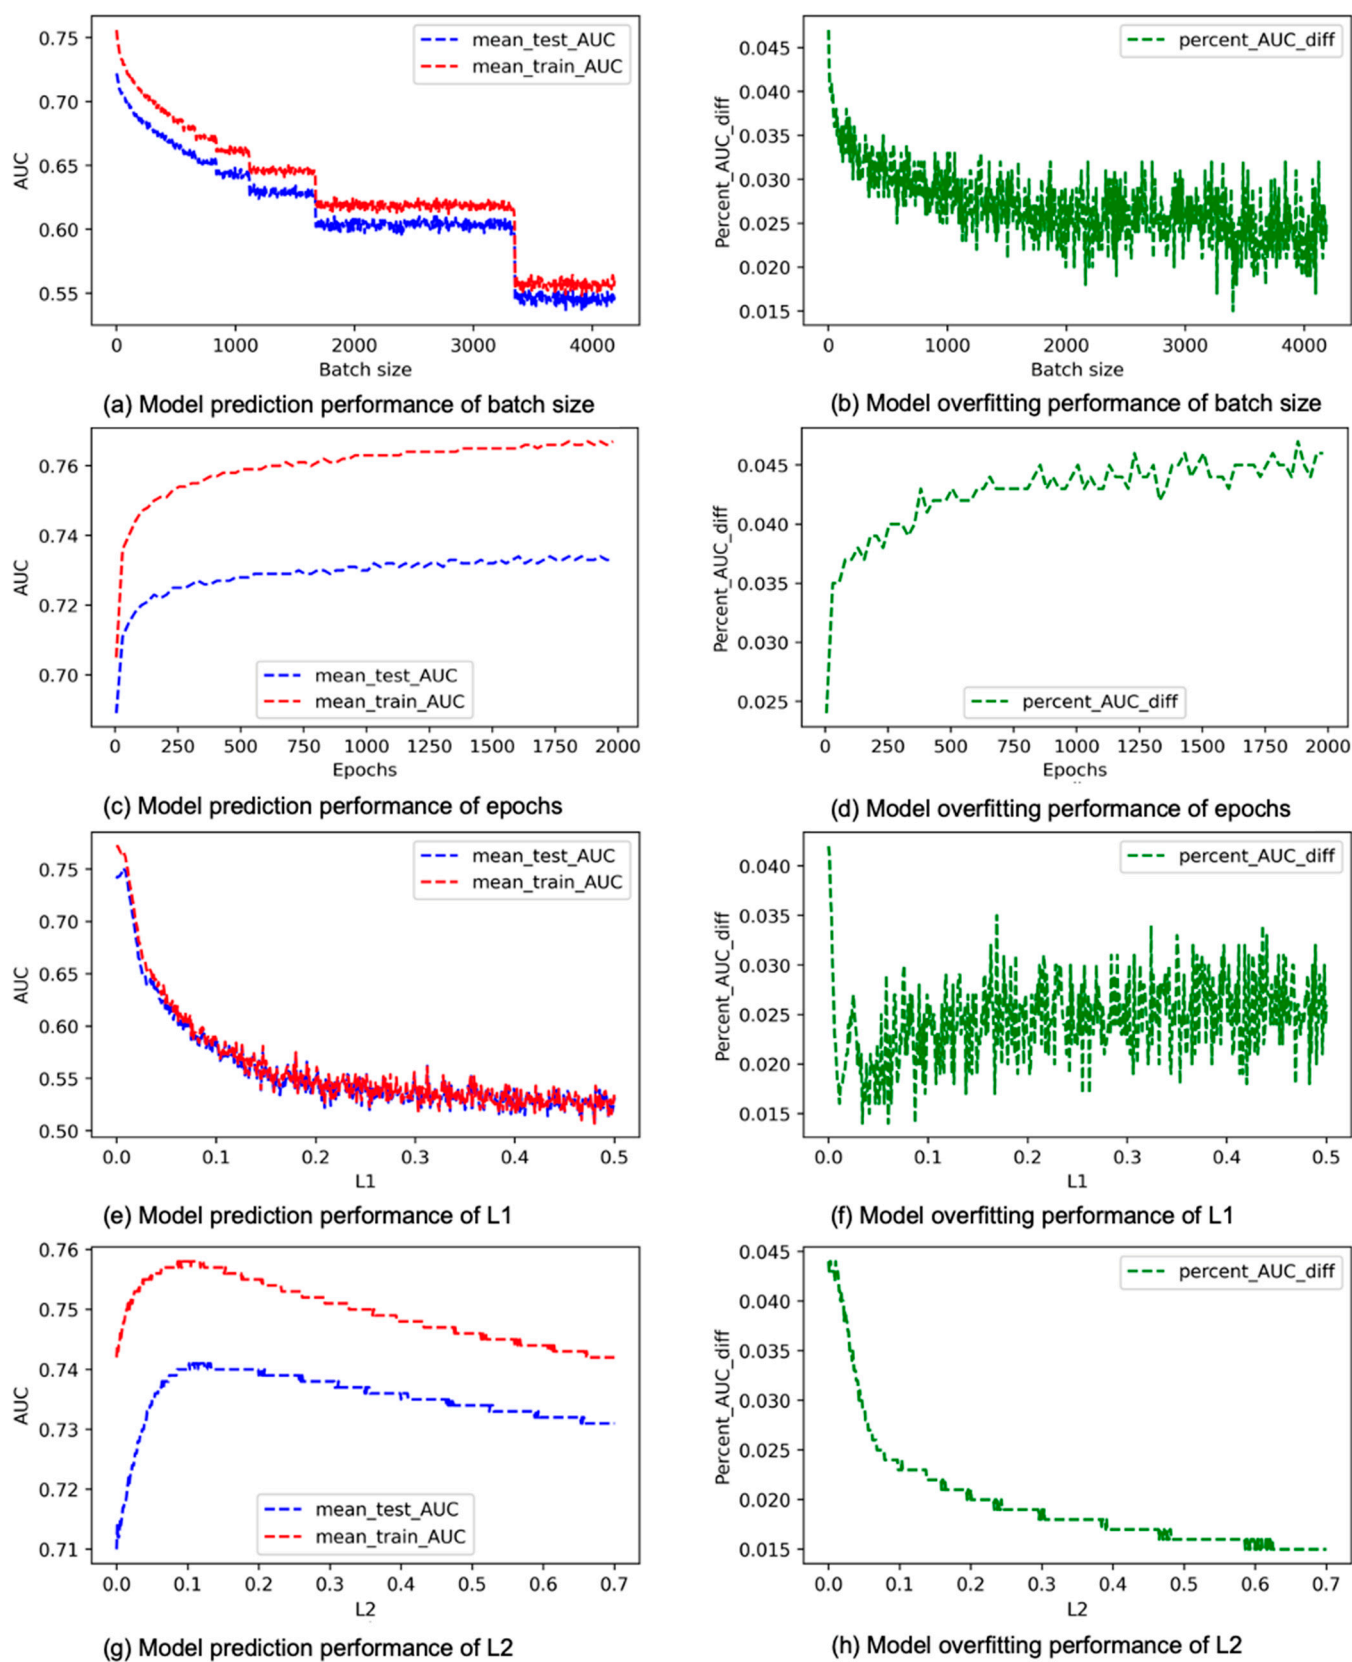 0.75
0.70
0.65
0.60
0.55
AUC
mean_test_AUC
mean_train_AUC
0 1000 2000 3000 4000
Batch size
(a) Model prediction performance of batch size
0.045
0.040
0.035
0.030
0.025
0.020
0.015
Percent_AUC_diff
percent_AUC_diff
0 1000 2000 3000 4000
Batch size
(b) Model overfitting performance of batch size
0.76
0.74
0.72
0.70
AUC
mean_test_AUC
mean_train_AUC
0 250 500 750 1000 1250 1500 1750 2000
Epochs
(c) Model prediction performance of epochs
0.045
0.040
0.035
0.030
0.025
Percent_AUC_diff
percent_AUC_diff
0 250 500 750 1000 1250 1500 1750 2000
Epochs
(d) Model overfitting performance of epochs
0.75
0.70
0.65
0.60
0.55
0.50
AUC
mean_test_AUC
mean_train_AUC
0.0 0.1 0.2 0.3 0.4 0.5
L1
(e) Model prediction performance of L1
0.040
0.035
0.030
0.025
0.020
0.015
Percent_AUC_diff
percent_AUC_diff
0.0 0.1 0.2 0.3 0.4 0.5
L1
(f) Model overfitting performance of L1
0.76
0.75
0.74
0.73
0.72
0.71
AUC
mean_test_AUC
mean_train_AUC
0.0 0.1 0.2 0.3 0.4 0.5 0.6 0.7
L2
(g) Model prediction performance of L2
0.045
0.040
0.035
0.030
0.025
0.020
0.015
Percent_AUC_diff
percent_AUC_diff
0.0 0.1 0.2 0.3 0.4 0.5 0.6 0.7
L2
(h) Model overfitting performance of L2